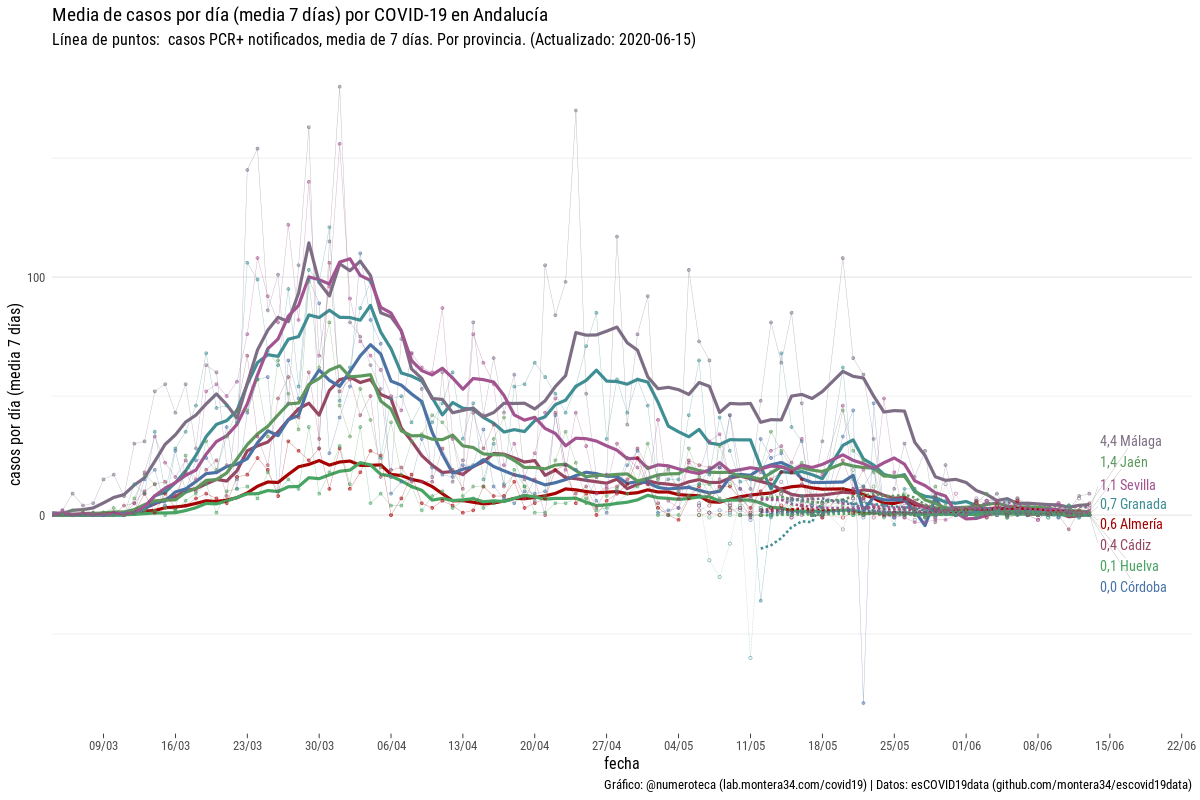 Media de casos por día (media 7 días) por COVID-19 en Andalucía
Línea de puntos:  casos PCR+ notificados, media de 7 días. Por provincia. (Actualizado: 2020-06-15)
casos por día (media 7 días)
100
0
4,4 Málaga
1,4 Jaén
1,1 Sevilla
0,7 Granada
0,6 Almería
0,4 Cádiz
0,1 Huelva
0,0 Córdoba
09/03 16/03 23/03 30/03 06/04 13/04 20/04 27/04 04/05 11/05 18/05 25/05 01/06 08/06 15/06 22/06
fecha
Gráfico: @numeroteca (lab.montera34.com/covid19) | Datos: esCOVID19data (github.com/montera34/escovid19data)